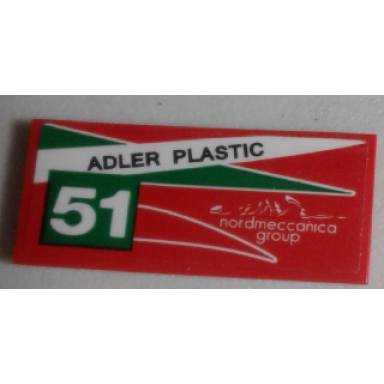 ADLER PLASTIC
51
nordmeccanica
group